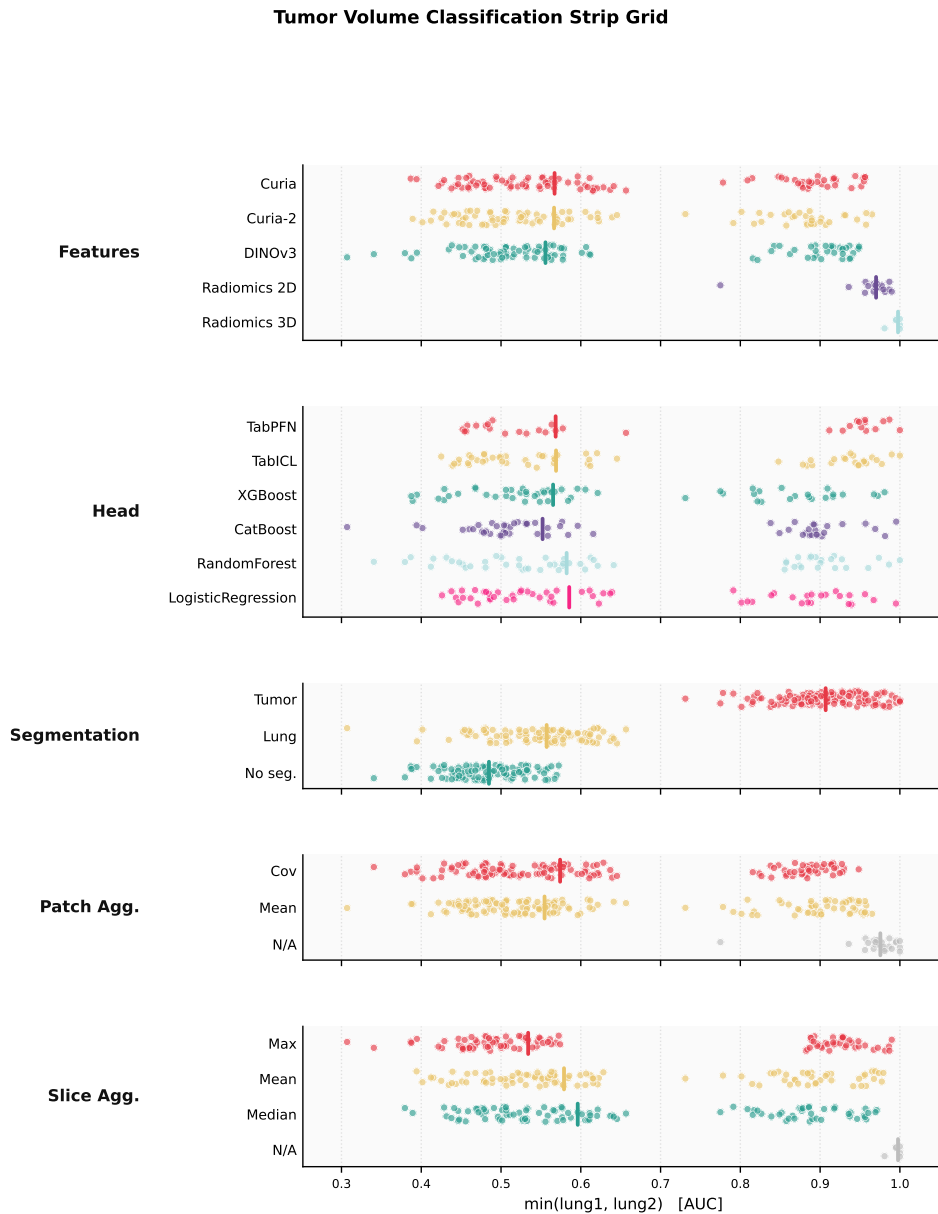 Tumor Volume Classification Strip Grid
Features
Curia
Curia-2
DINOv3
Radiomics 2D
Radiomics 3D
Head
TabPFN
TabICL
XGBoost
CatBoost
RandomForest
LogisticRegression
Segmentation
Tumor
Lung
No seg.
Patch Agg.
Cov
Mean
N/A
Slice Agg.
Max
Mean
Median
N/A
0.3 0.4 0.5 0.6 0.7 0.8 0.9 1.0
min(lung1, lung2) [AUC]